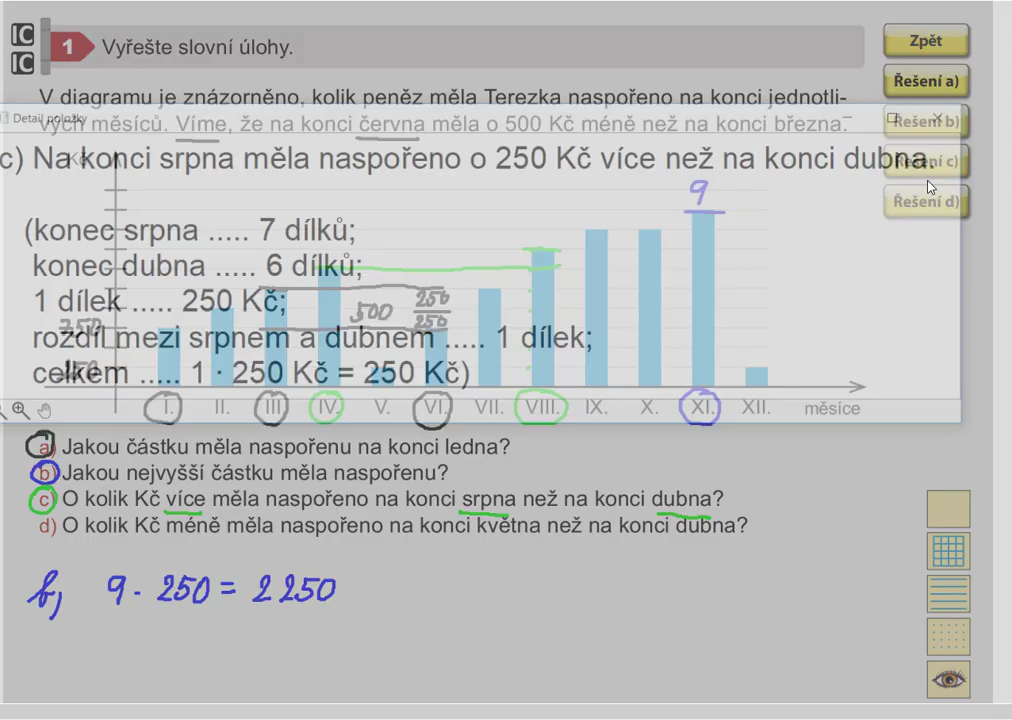 1 Vyřešte slovní úlohy.
Zpět
Řešení a)
V diagramu je znázorněno, kolik peněz měla Terezka naspořeno na konci jednotli-
vých měsíců. Víme, že na konci června měla o 500 Kč méně než na konci března.
Detail položky
Řešení b)
c) Na konci srpna měla naspořeno o 250 Kč více než na konci dubna.
Kč
Řešení c)
Řešení d)
9
(konec srpna ..... 7 dílků;
konec dubna ..... 6 dílků;
1 dílek ..... 250 Kč;
500 250
250
750
rozdíl mezi srpnem a dubnem ..... 1 dílek;
250
celkem ..... 1 · 250 Kč = 250 Kč)
I. II. III. IV. V. VI. VII. VIII. IX. X. XI. XII. měsíce
a) Jakou částku měla naspořenu na konci ledna?
b) Jakou nejvyšší částku měla naspořenu?
c) O kolik Kč více měla naspořeno na konci srpna než na konci dubna?
d) O kolik Kč méně měla naspořeno na konci května než na konci dubna?
b, 9 · 250 = 2 250